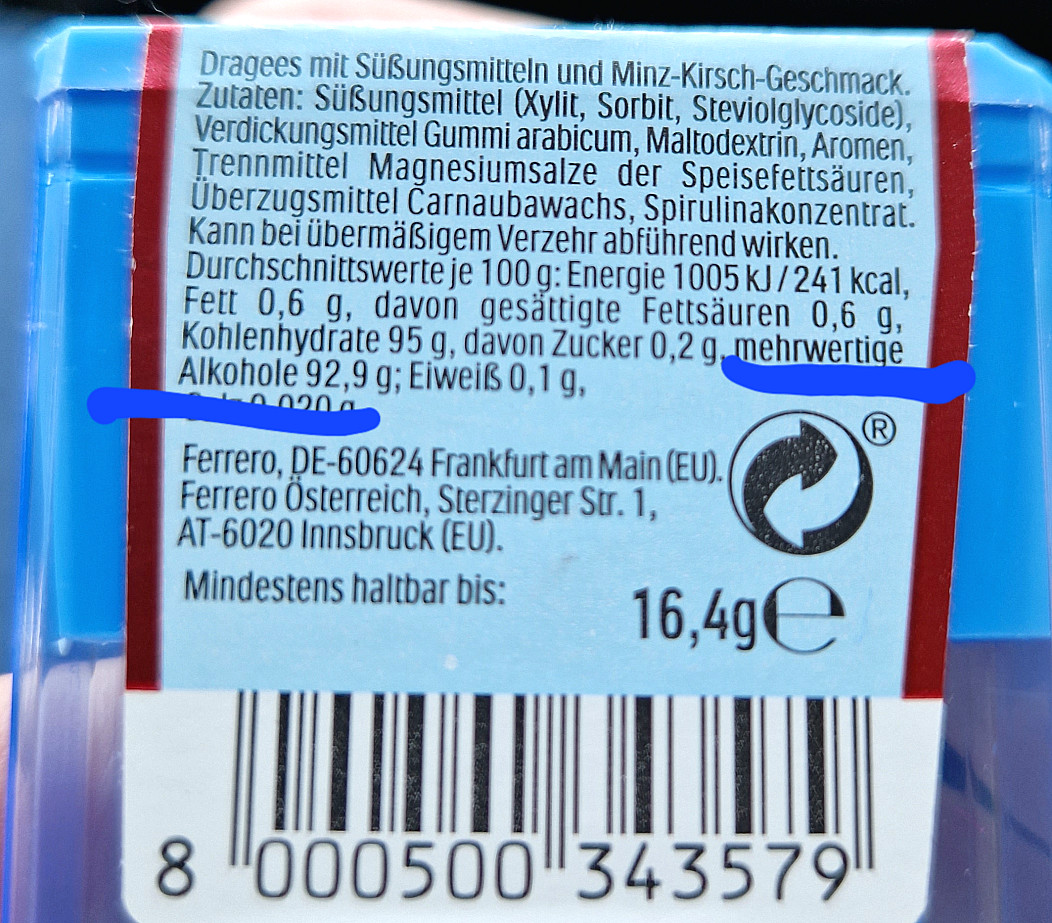 Dragees mit Süßungsmitteln und Minz-Kirsch-Geschmack.
Zutaten: Süßungsmittel (Xylit, Sorbit, Steviolglycoside),
Verdickungsmittel Gummi arabicum, Maltodextrin, Aromen,
Trennmittel Magnesiumsalze der Speisefettsäuren,
Überzugsmittel Carnaubawachs, Spirulinakonzentrat.
Kann bei übermäßigem Verzehr abführend wirken.
Durchschnittswerte je 100 g: Energie 1005 kJ / 241 kcal,
Fett 0,6 g, davon gesättigte Fettsäuren 0,6 g,
Kohlenhydrate 95 g, davon Zucker 0,2 g, mehrwertige
Alkohole 92,9 g; Eiweiß 0,1 g,
0,020 g
®
Ferrero, DE-60624 Frankfurt am Main (EU).
Ferrero Österreich, Sterzinger Str. 1,
AT-6020 Innsbruck (EU).
Mindestens haltbar bis:
16,4g e
8 000500 343579